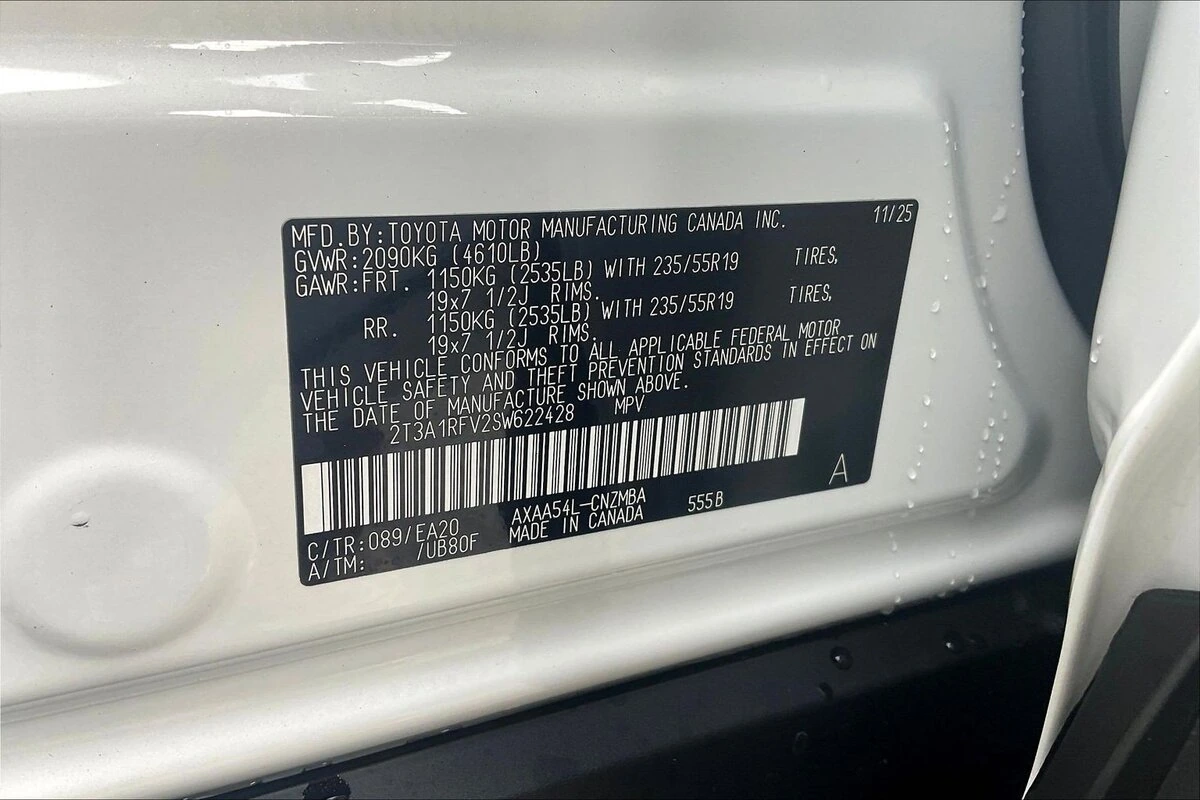 MFD.BY:TOYOTA MOTOR MANUFACTURING CANADA INC. 11/25
GVWR:2090KG (4610LB)
GAWR:FRT. 1150KG (2535LB) WITH 235/55R19 TIRES,
19x7 1/2J RIMS.
RR. 1150KG (2535LB) WITH 235/55R19 TIRES,
19x7 1/2J RIMS.
THIS VEHICLE CONFORMS TO ALL APPLICABLE FEDERAL MOTOR
VEHICLE SAFETY AND THEFT PREVENTION STANDARDS IN EFFECT ON
THE DATE OF MANUFACTURE SHOWN ABOVE.
2T3A1RFV2SW622428 MPV
A
C/TR:089/EA20 AXAA54L-CNZMBA 555B
A/TM: /UB80F MADE IN CANADA